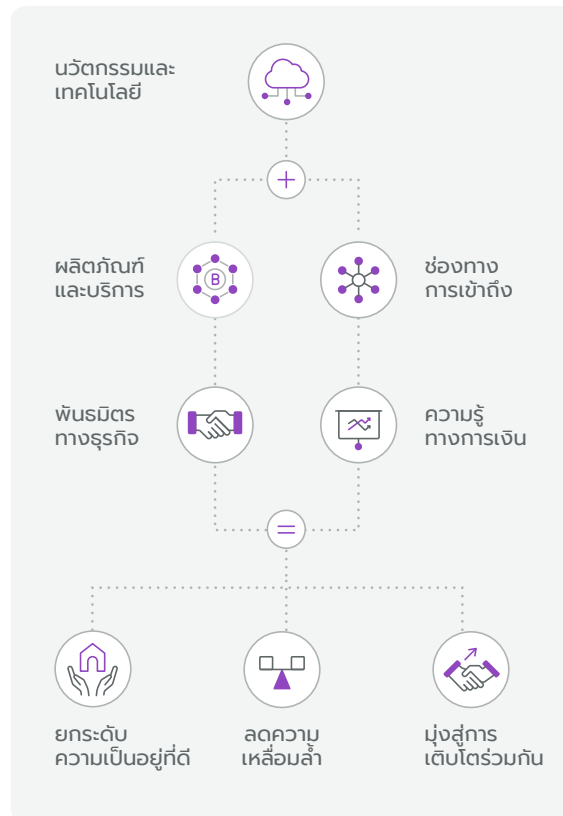 นวัตกรรมและ
เทคโนโลยี
+
ผลิตภัณฑ์
และบริการ
B
ช่องทาง
การเข้าถึง
พันธมิตร
ทางธุรกิจ
ความรู้
ทางการเงิน
=
ยกระดับ
ความเป็นอยู่ที่ดี
ลดความ
เหลื่อมล้ำ
มุ่งสู่การ
เติบโตร่วมกัน